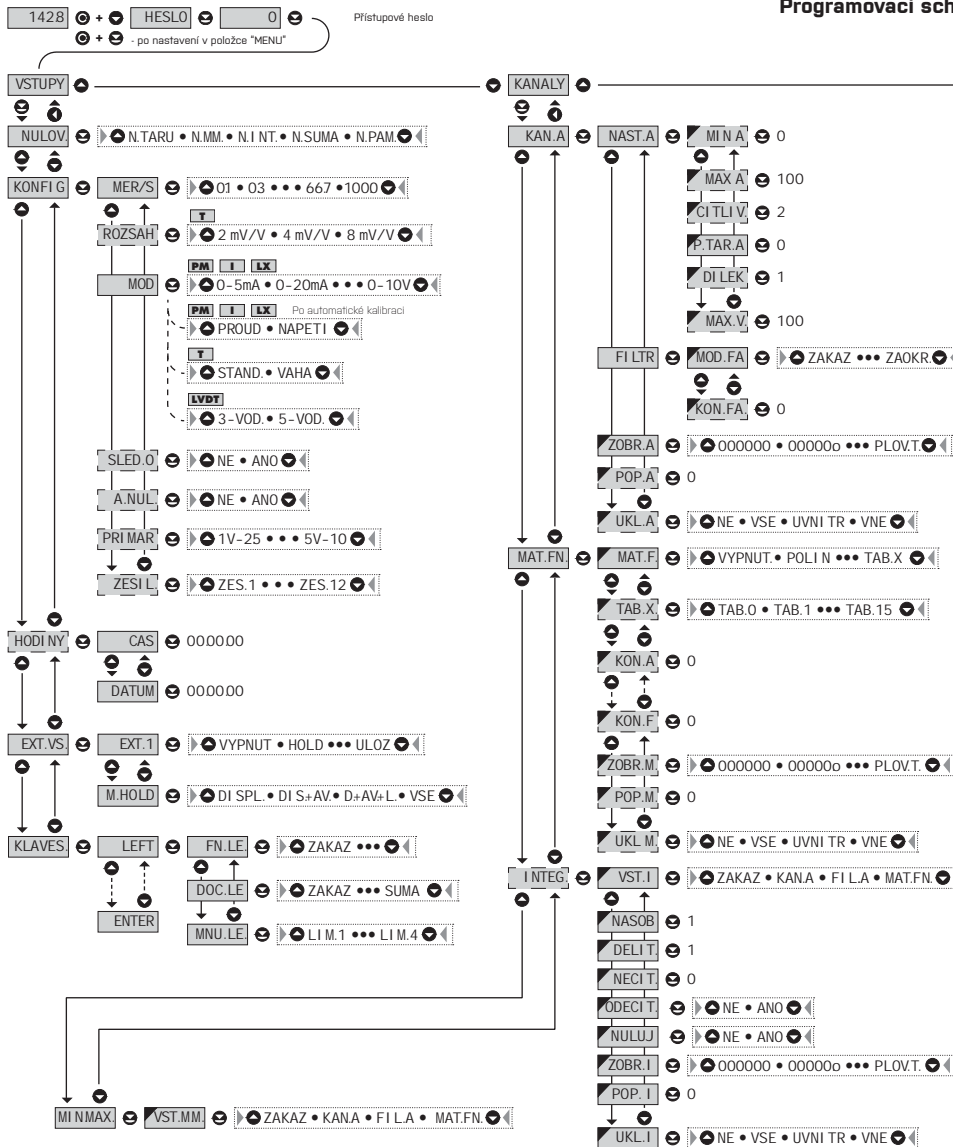 Programovací sch
1428 + HESLO 0 Přístupové heslo
+ - po nastavení v položce "MENU"
VSTUPY
NULOV. N.TARU • N.MM. • N.INT. • N.SUMA • N.PAM.
KONFIG MER/S 01 • 03 • • • 667 • 1000
T
ROZSAH 2 mV/V • 4 mV/V • 8 mV/V
PM I LX
MOD 0-5mA • 0-20mA • • • 0-10V
PM I LX Po automatické kalibraci
PROUD • NAPETI
T
STAND. • VAHA
LVDT
3-VOD. • 5-VOD.
SLED.0 NE • ANO
A.NUL. NE • ANO
PRIMAR 1V-25 • • • 5V-10
ZESIL. ZES.1 • • • ZES.12
HODINY CAS 00.00.00
DATUM 00.00.00
EXT.VS. EXT.1 VYPNUT • HOLD ••• ULOZ
M.HOLD DISPL. • DIS+AV. • D.+AV+L. • VSE
KLAVES. LEFT FN.LE. ZAKAZ •••
DOC.LE ZAKAZ ••• SUMA
ENTER
MNU.LE. LIM.1 ••• LIM.4
MINMAX. VST.MM. ZAKAZ • KAN.A • FIL.A • MAT.FN.
KANALY
KAN.A NAST.A MIN A 0
MAX A 100
CITLIV. 2
P.TAR.A 0
DILEK 1
MAX.V. 100
FILTR MOD.FA ZAKAZ ••• ZAOKR.
KON.FA. 0
ZOBR.A 000000 • 00000o ••• PLOV.T.
POP.A 0
UKL.A NE • VSE • UVNITR • VNE
MAT.FN. MAT.F. VYPNUT. • POLIN ••• TAB.X
TAB.X. TAB.0 • TAB.1 ••• TAB.15
KON.A 0
KON.F 0
ZOBR.M. 000000 • 00000o ••• PLOV.T.
POP.M. 0
UKL M. NE • VSE • UVNITR • VNE
INTEG. VST.I ZAKAZ • KAN.A • FIL.A • MAT.FN.
NASOB 1
DELIT. 1
NECIT. 0
ODECIT. NE • ANO
NULUJ NE • ANO
ZOBR.I 000000 • 00000o ••• PLOV.T.
POP. I 0
UKL.I NE • VSE • UVNITR • VNE